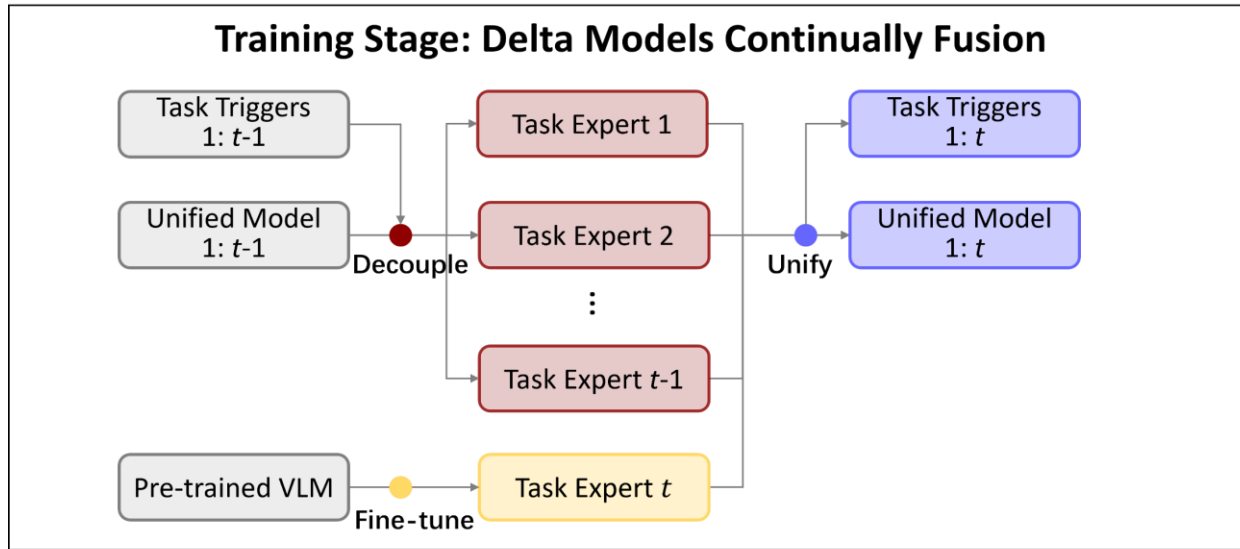 Training Stage: Delta Models Continually Fusion
Task Triggers
1: t-1
Unified Model
1: t-1
Decouple
Task Expert 1
Task Expert 2
⋮
Task Expert t-1
Unify
Task Triggers
1: t
Unified Model
1: t
Pre-trained VLM
Fine-tune
Task Expert t